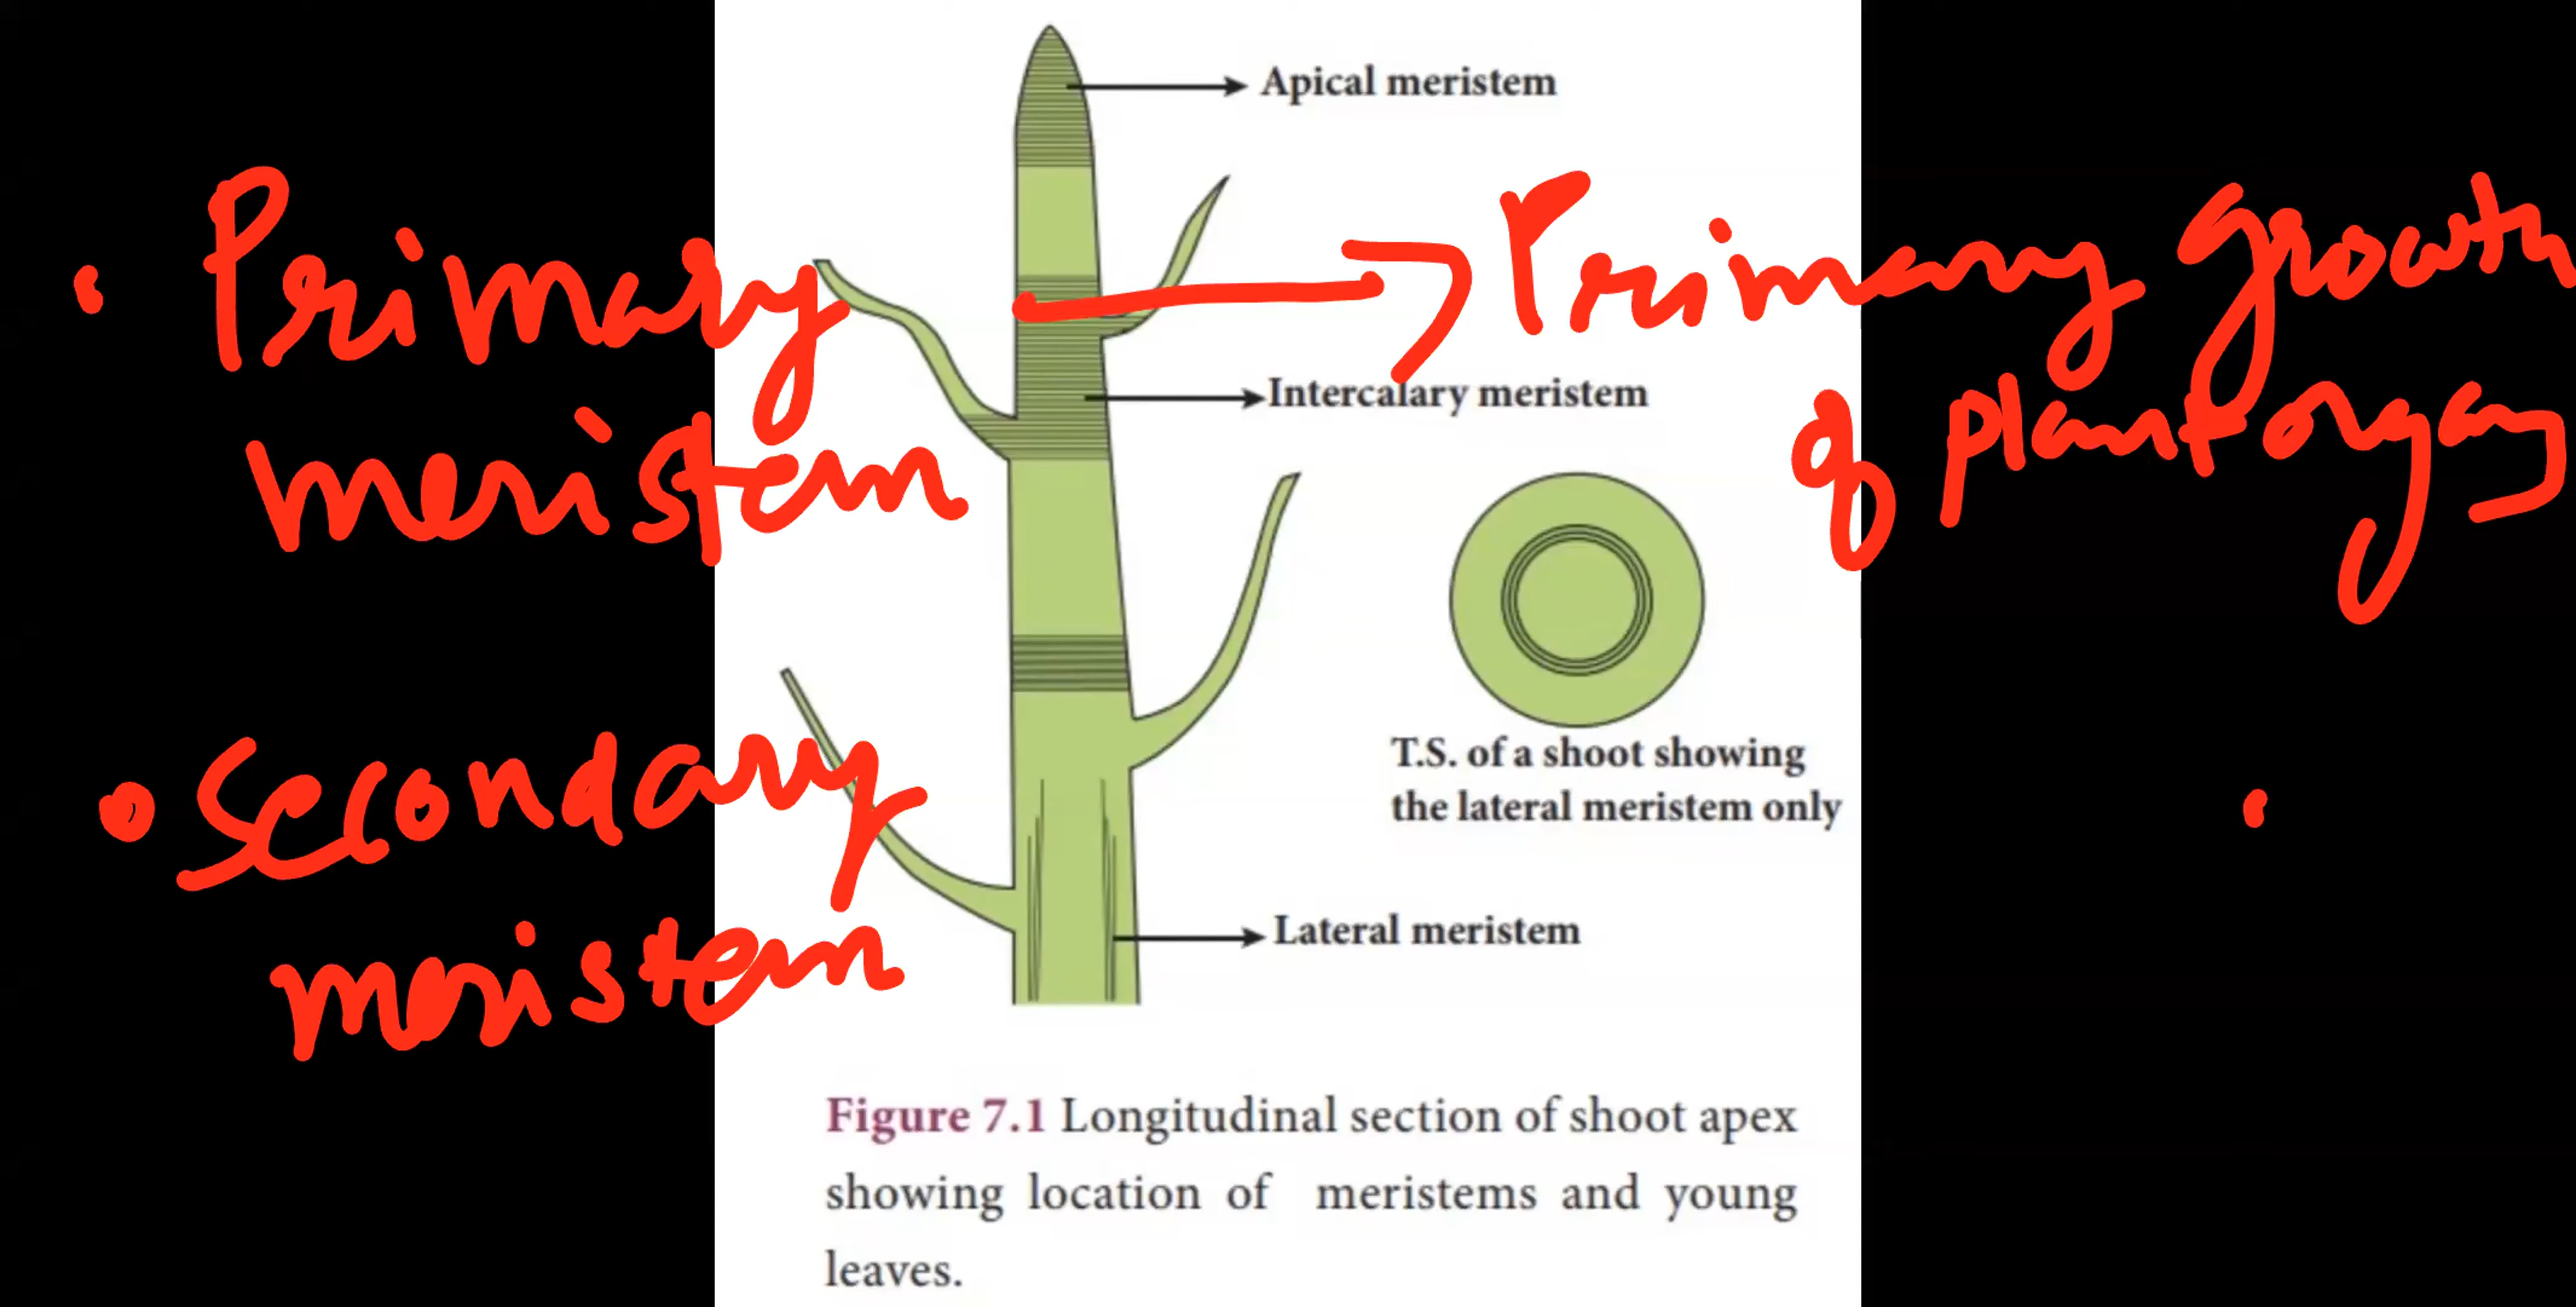 Apical meristem
Primary
meristem
Primary growth
of plant organs
Intercalary meristem
T.S. of a shoot showing
the lateral meristem only
Secondary
meristem
Lateral meristem
Figure 7.1 Longitudinal section of shoot apex
showing location of meristems and young
leaves.